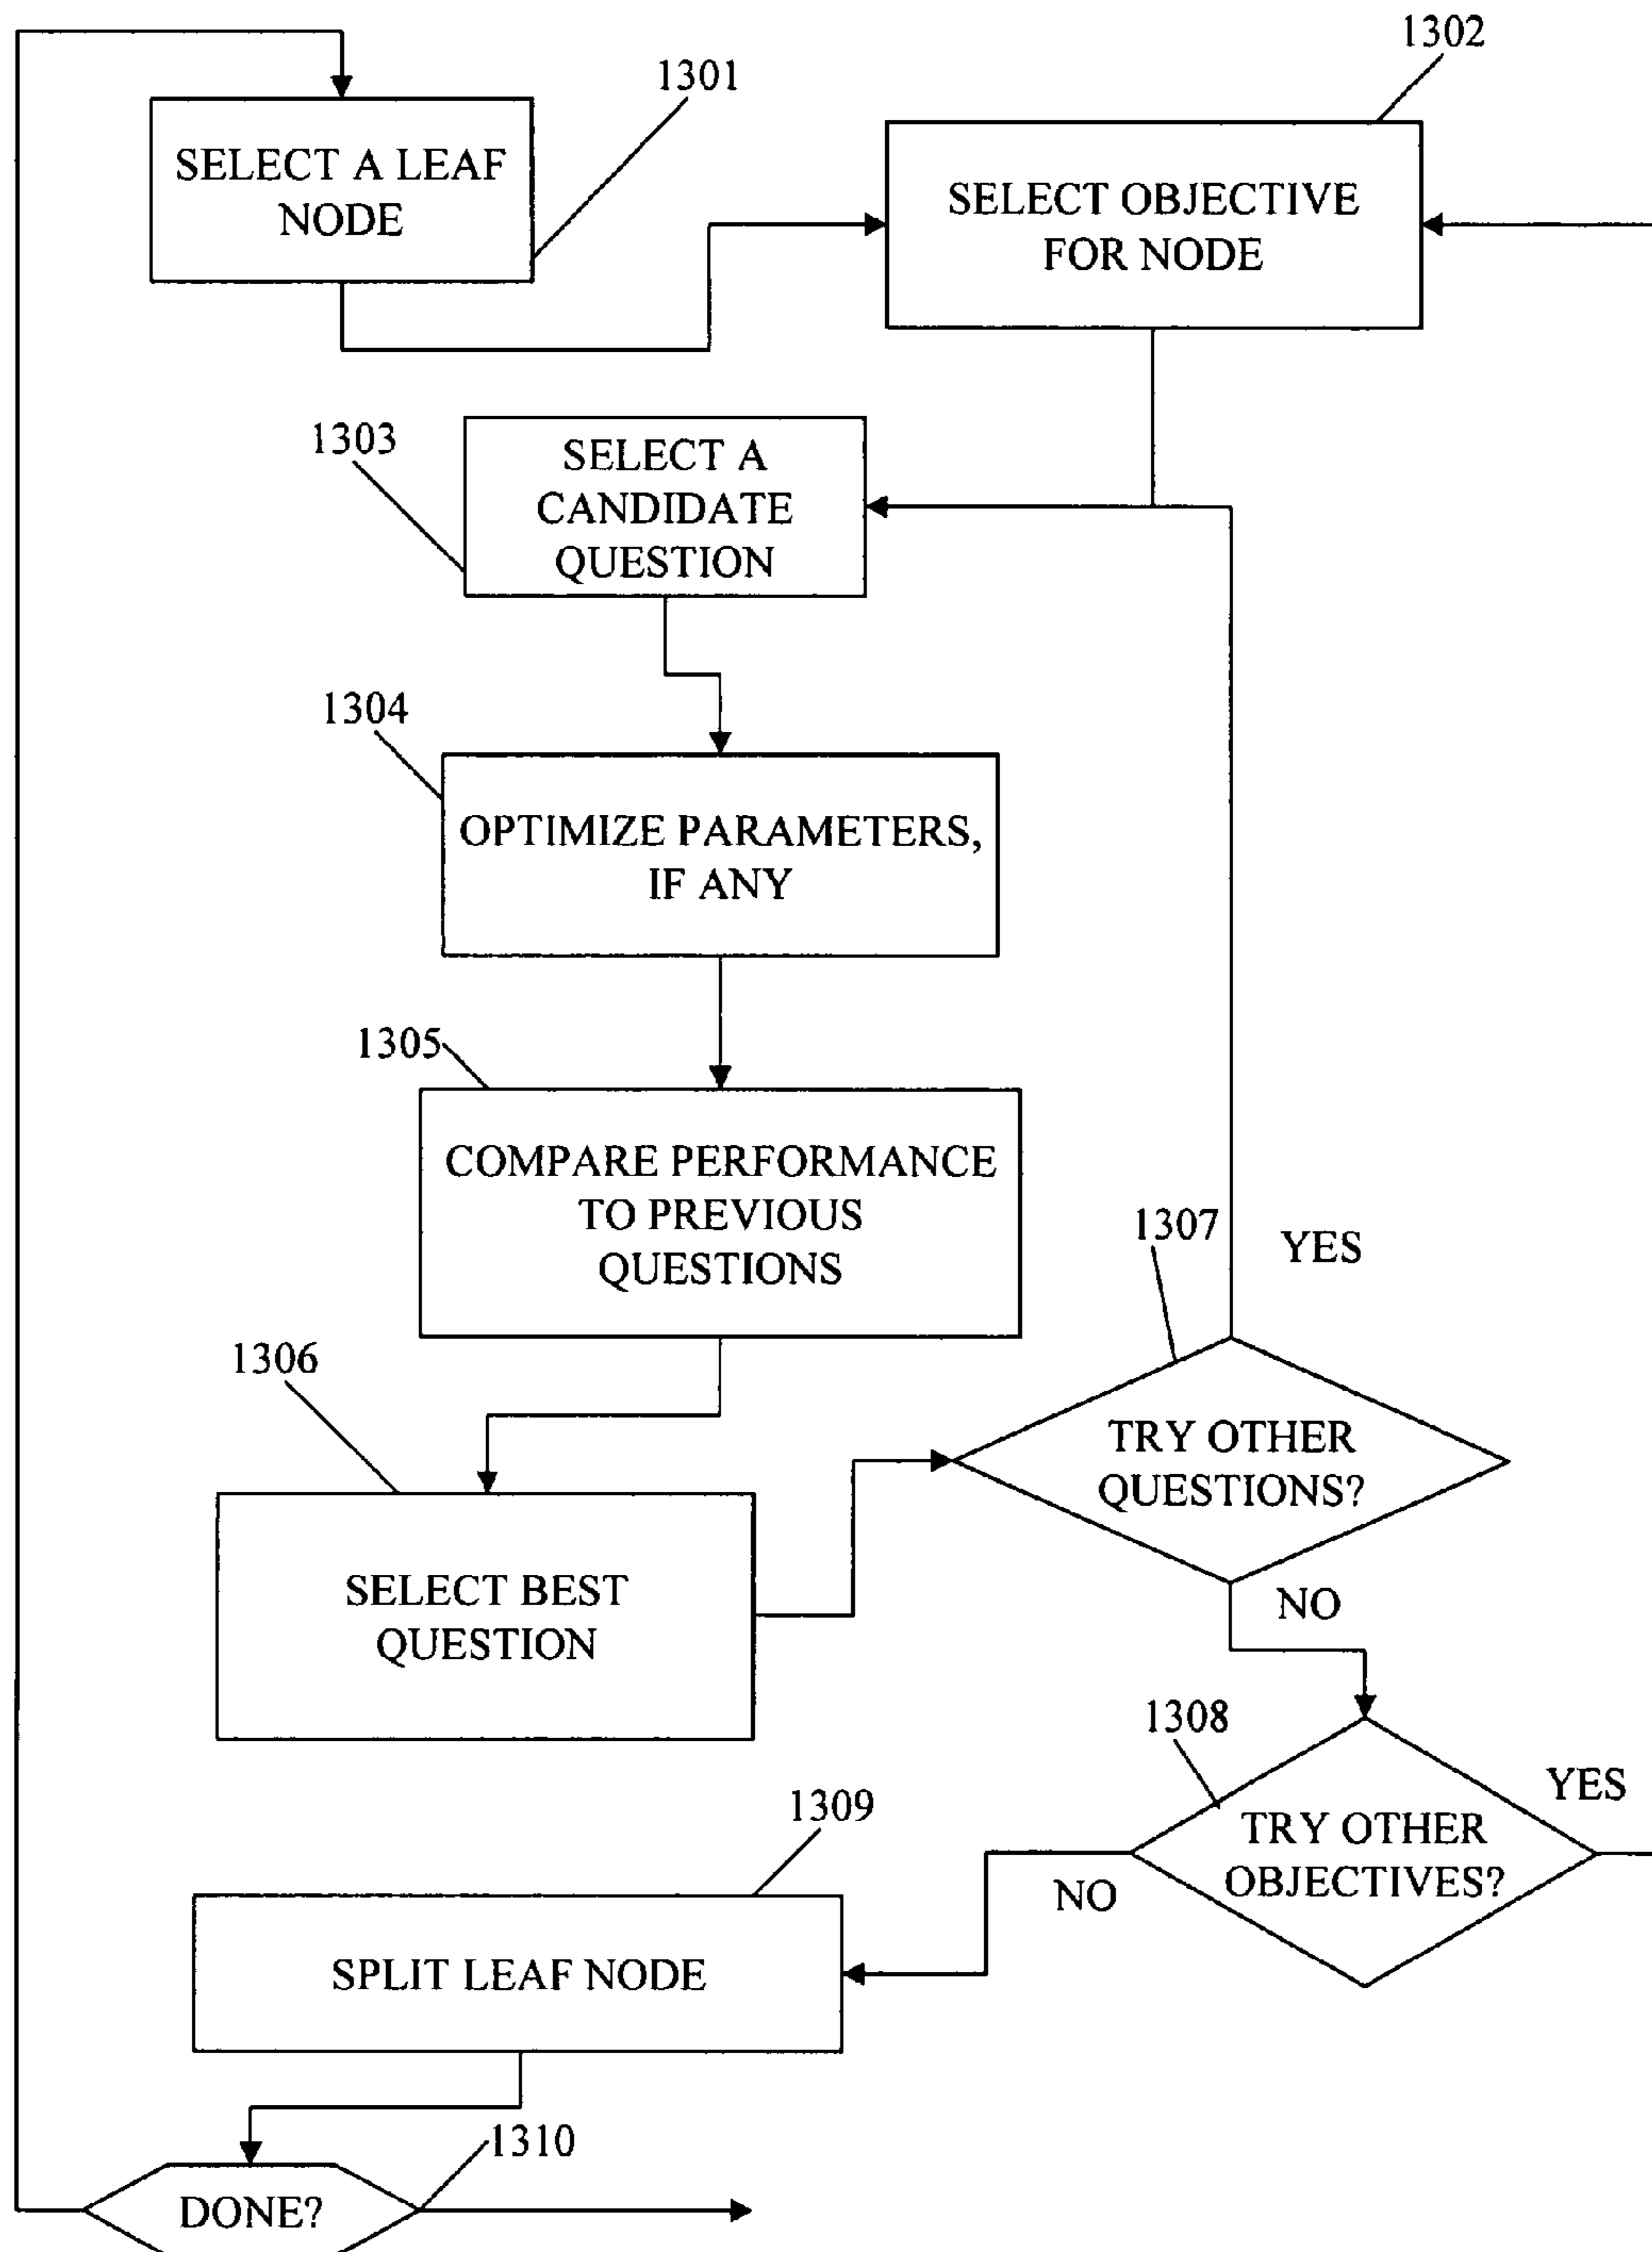 1302
1301
SELECT A LEAF
NODE
SELECT OBJECTIVE
FOR NODE
1303
SELECT A
CANDIDATE
QUESTION
1304
OPTIMIZE PARAMETERS,
IF ANY
1305
COMPARE PERFORMANCE
TO PREVIOUS
QUESTIONS
1307
YES
1306
TRY OTHER
QUESTIONS?
SELECT BEST
QUESTION
NO
1308
YES
1309
TRY OTHER
OBJECTIVES?
NO
SPLIT LEAF NODE
1310
DONE?